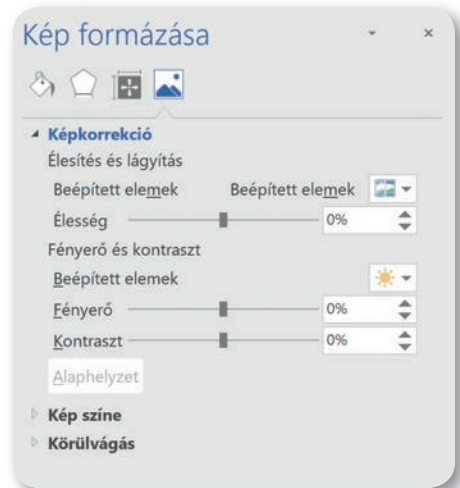 Kép formázása
Képkorrekció
Élesítés és lágyítás
Beépített elemek Beépített elemek
Élesség 0%
Fényerő és kontraszt
Beépített elemek
Fényerő 0%
Kontraszt 0%
Alaphelyzet
Kép színe
Körülvágás